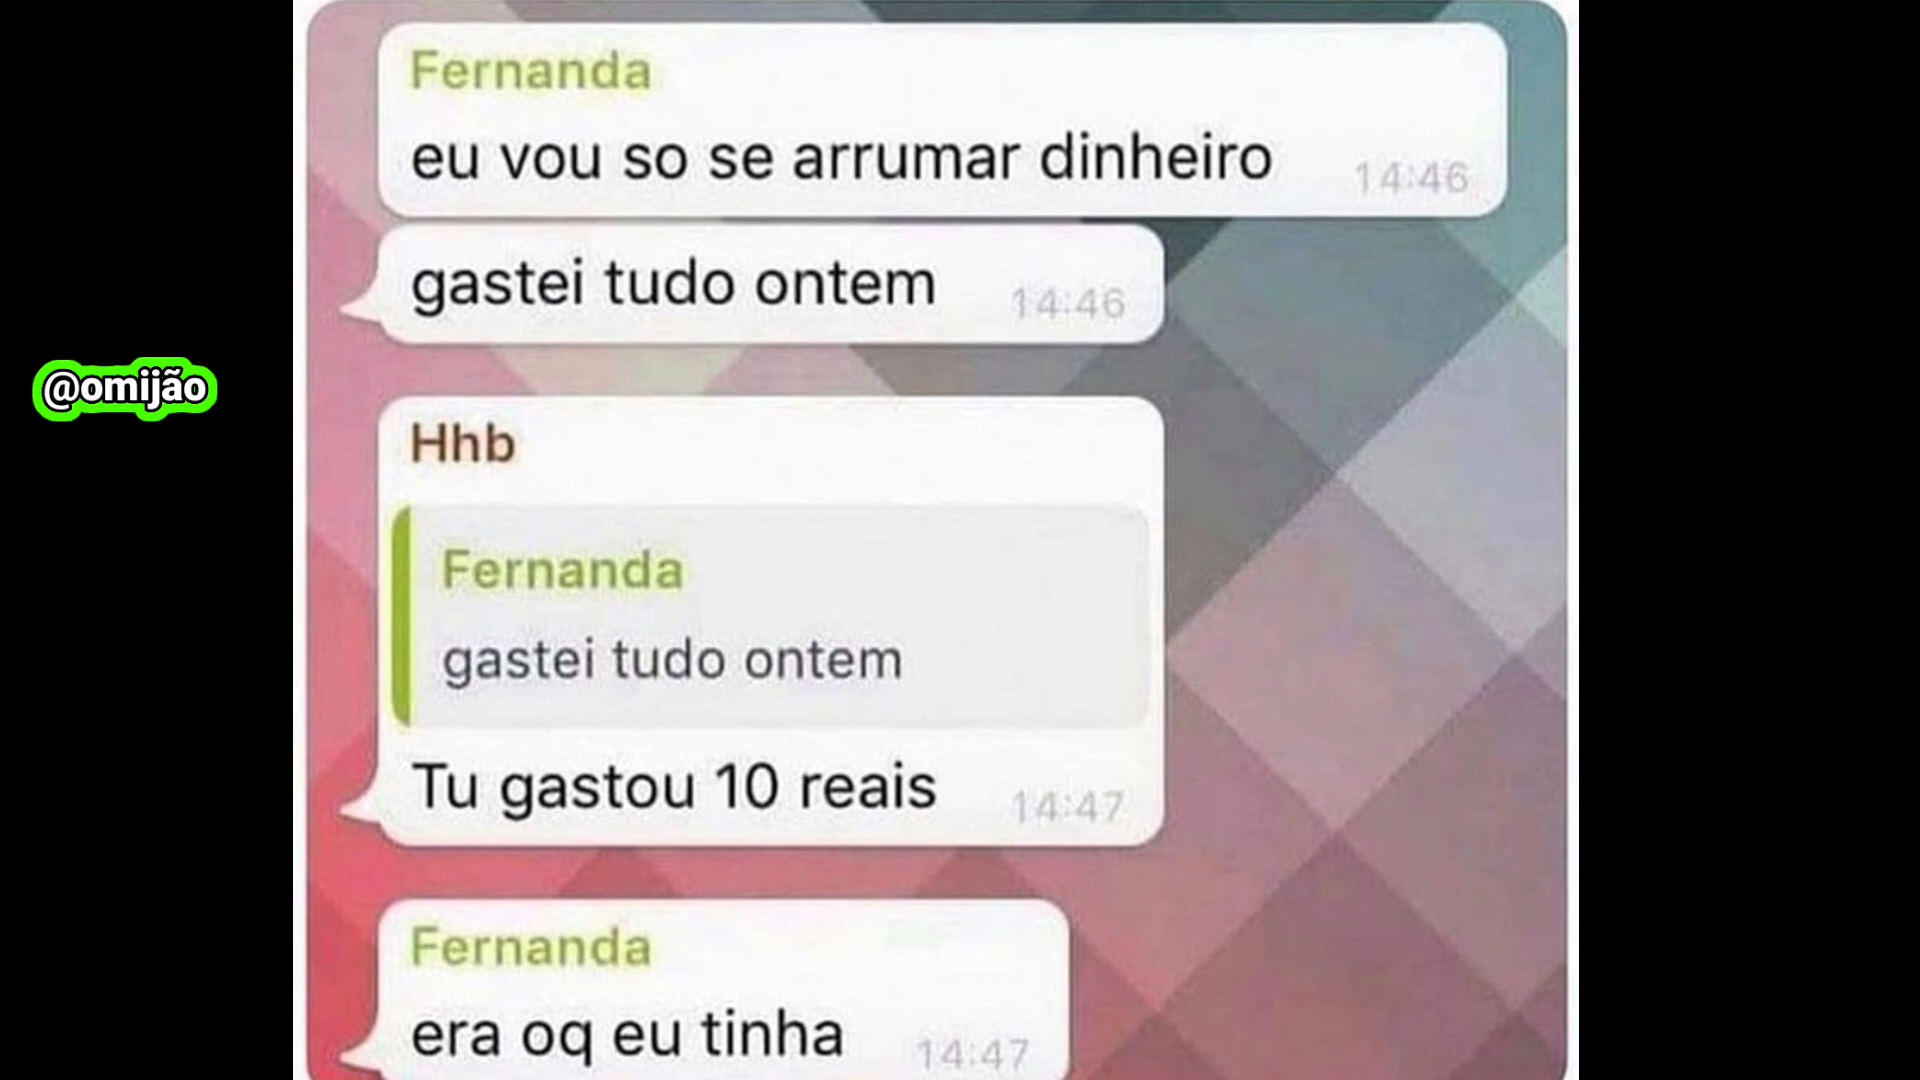 Fernanda
eu vou so se arrumar dinheiro
14:46
gastei tudo ontem
14:46
@omijão
Hhb
Fernanda
gastei tudo ontem
Tu gastou 10 reais
14:47
Fernanda
era oq eu tinha
14:47